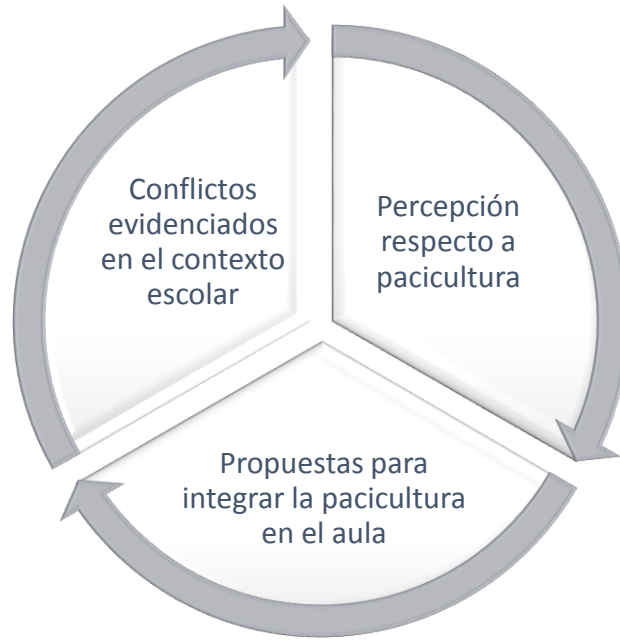 Conflictos
evidenciados
en el contexto
escolar
Percepción
respecto a
pacicultura
Propuestas para
integrar la pacicultura
en el aula